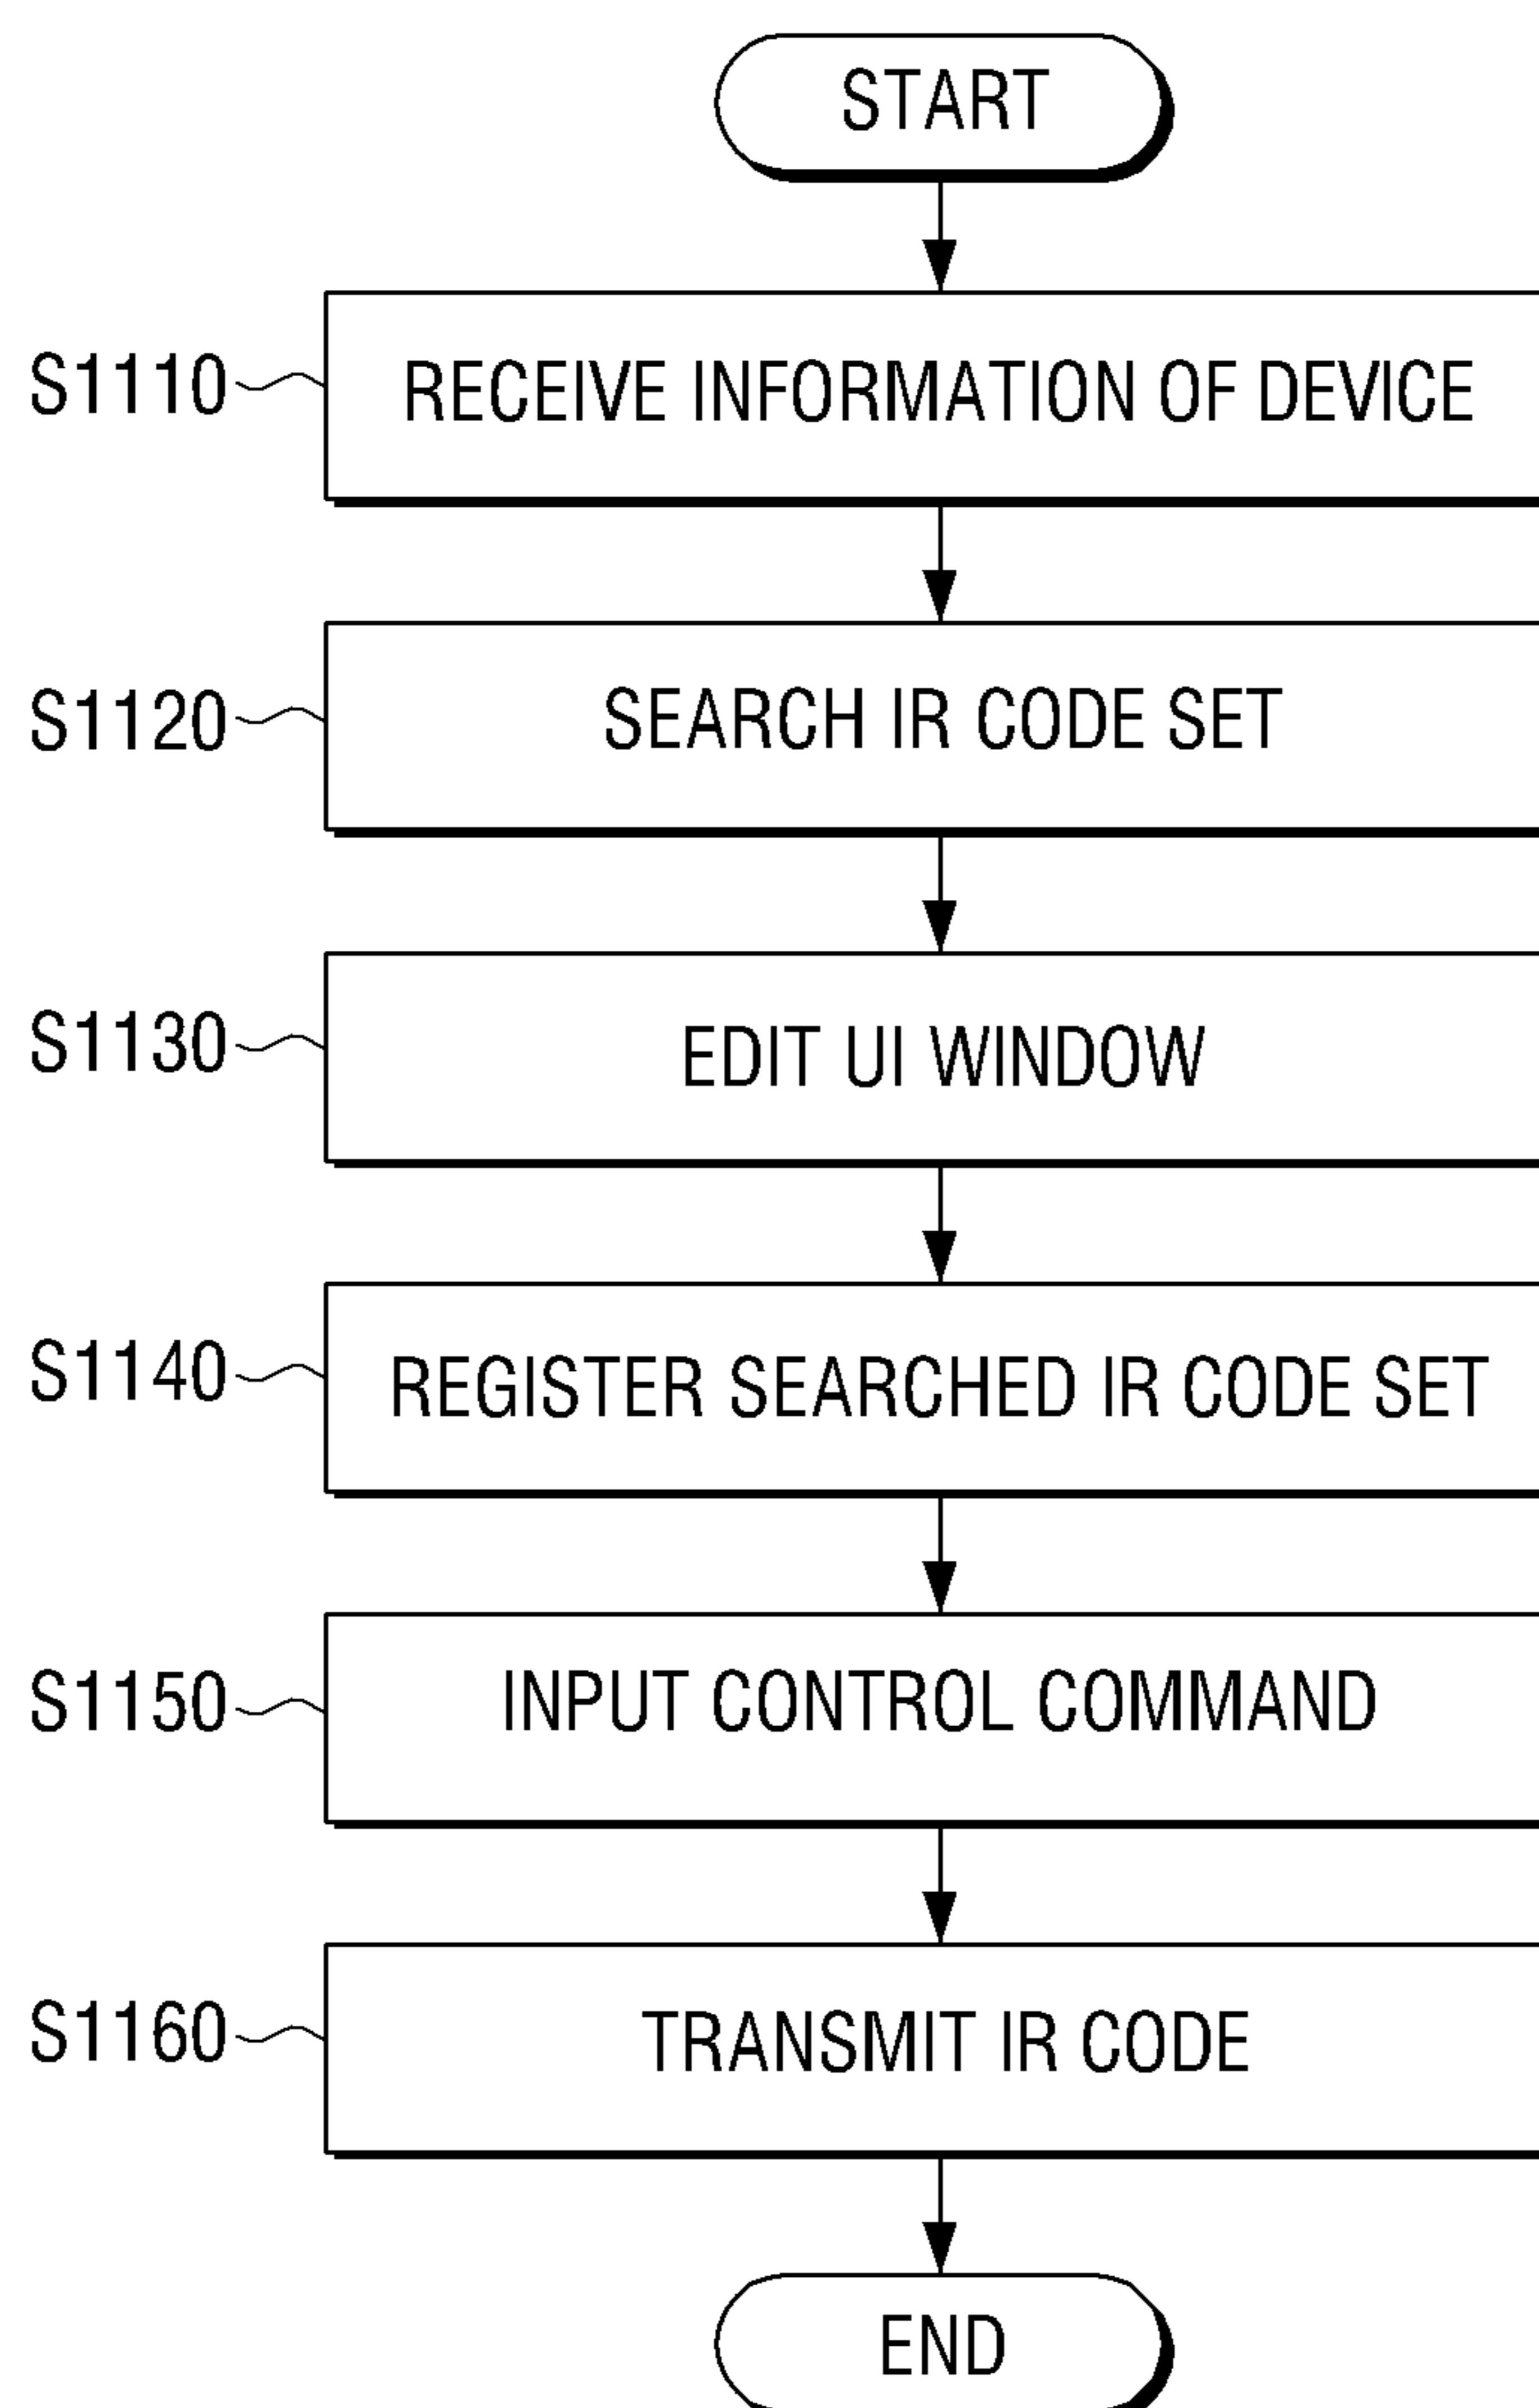 START
S1110 RECEIVE INFORMATION OF DEVICE
S1120 SEARCH IR CODE SET
S1130 EDIT UI WINDOW
S1140 REGISTER SEARCHED IR CODE SET
S1150 INPUT CONTROL COMMAND
S1160 TRANSMIT IR CODE
END